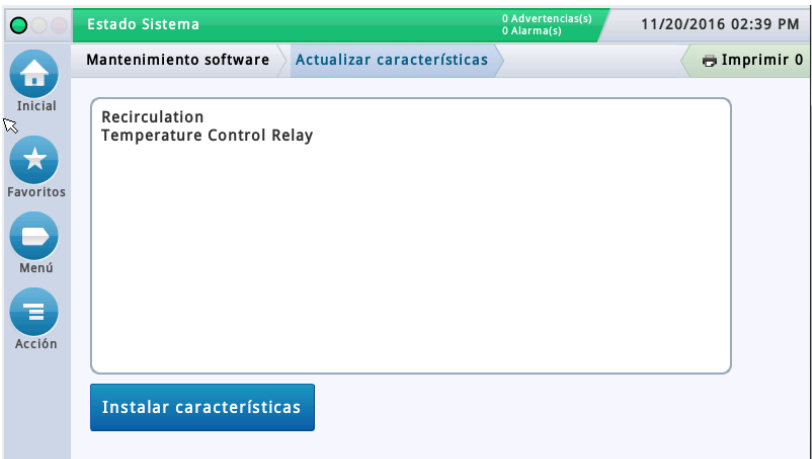 Estado Sistema
0 Advertencias(s)
0 Alarma(s)
11/20/2016 02:39 PM
Mantenimiento software
Actualizar características
Imprimir 0
Inicial
Favoritos
Menú
Acción
Recirculation
Temperature Control Relay
Instalar características